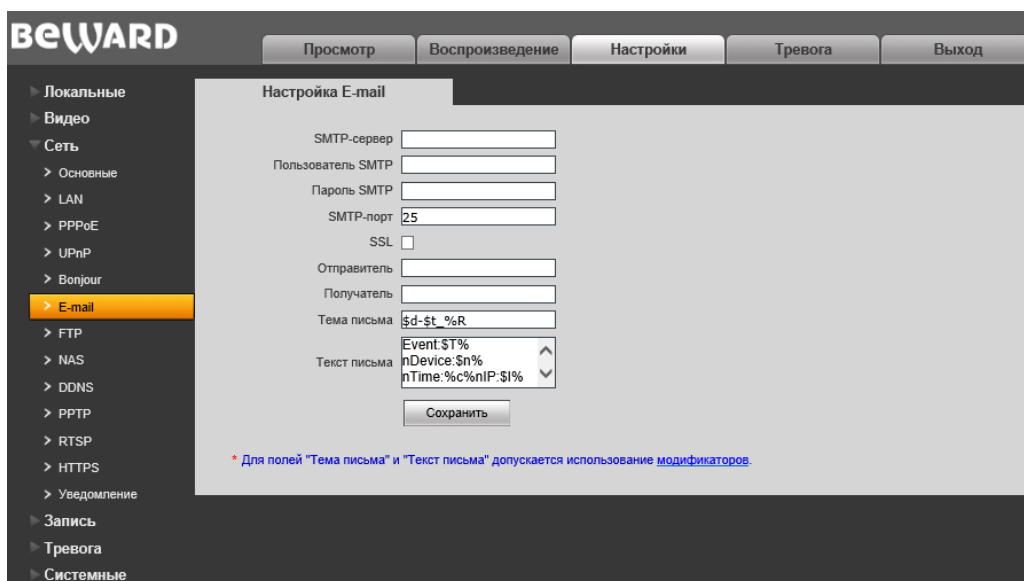 BEWARD
Просмотр
Воспроизведение
Настройки
Тревога
Выход
Локальные
Видео
Сеть
Основные
LAN
PPPoE
UPnP
Bonjour
E-mail
FTP
NAS
DDNS
PPTP
RTSP
HTTPS
Уведомление
Запись
Тревога
Системные
Настройка E-mail
SMTP-сервер
Пользователь SMTP
Пароль SMTP
SMTP-порт 25
SSL
Отправитель
Получатель
Тема письма $d-$t_%R
Текст письма
Event:$T%
nDevice:$n%
nTime:%c%nIP:$I%
Сохранить
* Для полей "Тема письма" и "Текст письма" допускается использование модификаторов.